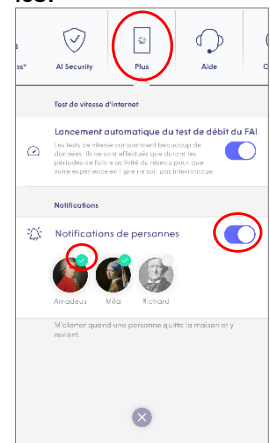 ss*
AI Security
Plus
Aide
C
Test de vitesse d'internet
Lancement automatique du test de débit du FAI
Les tests de vitesse consomment beaucoup de
données. Ils ne sont effectués que durant les
périodes de faible activité du réseau pour que
votre expérience en ligne ne soit pas interrompue.
Notifications
Notifications de personnes
Amadeus
Mila
Richard
M'alerter quand une personne quitte la maison et y
revient.